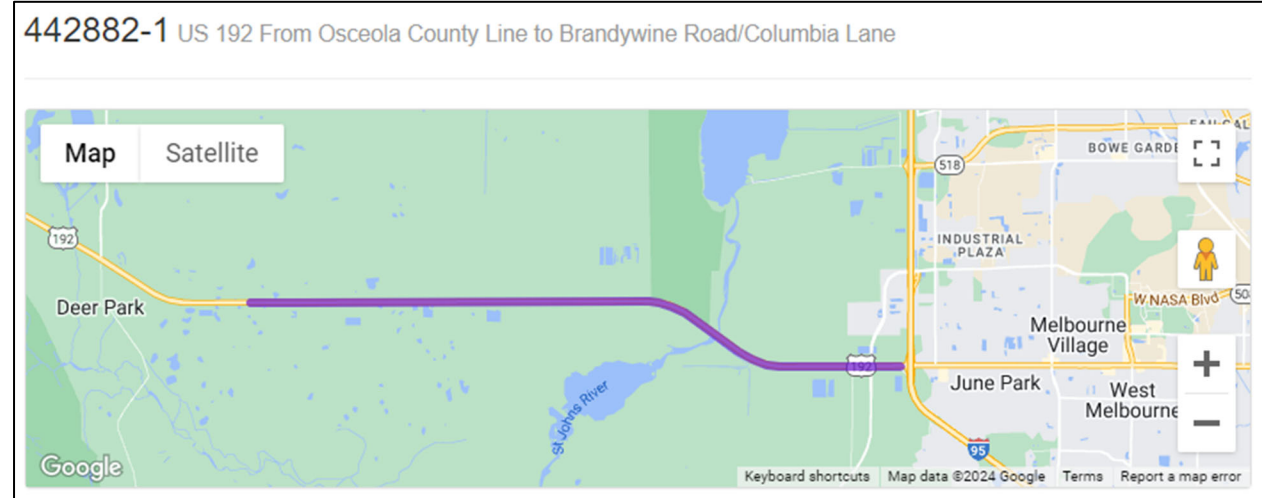 442882-1 US 192 From Osceola County Line to Brandywine Road/Columbia Lane
Map Satellite
518
BOWE GARDE
192
INDUSTRIAL
PLAZA
Deer Park
W NASA Blvd
Melbourne
Village
192
June Park
West
Melbourne
St Johns River
95
Google
Keyboard shortcuts Map data ©2024 Google Terms Report a map error